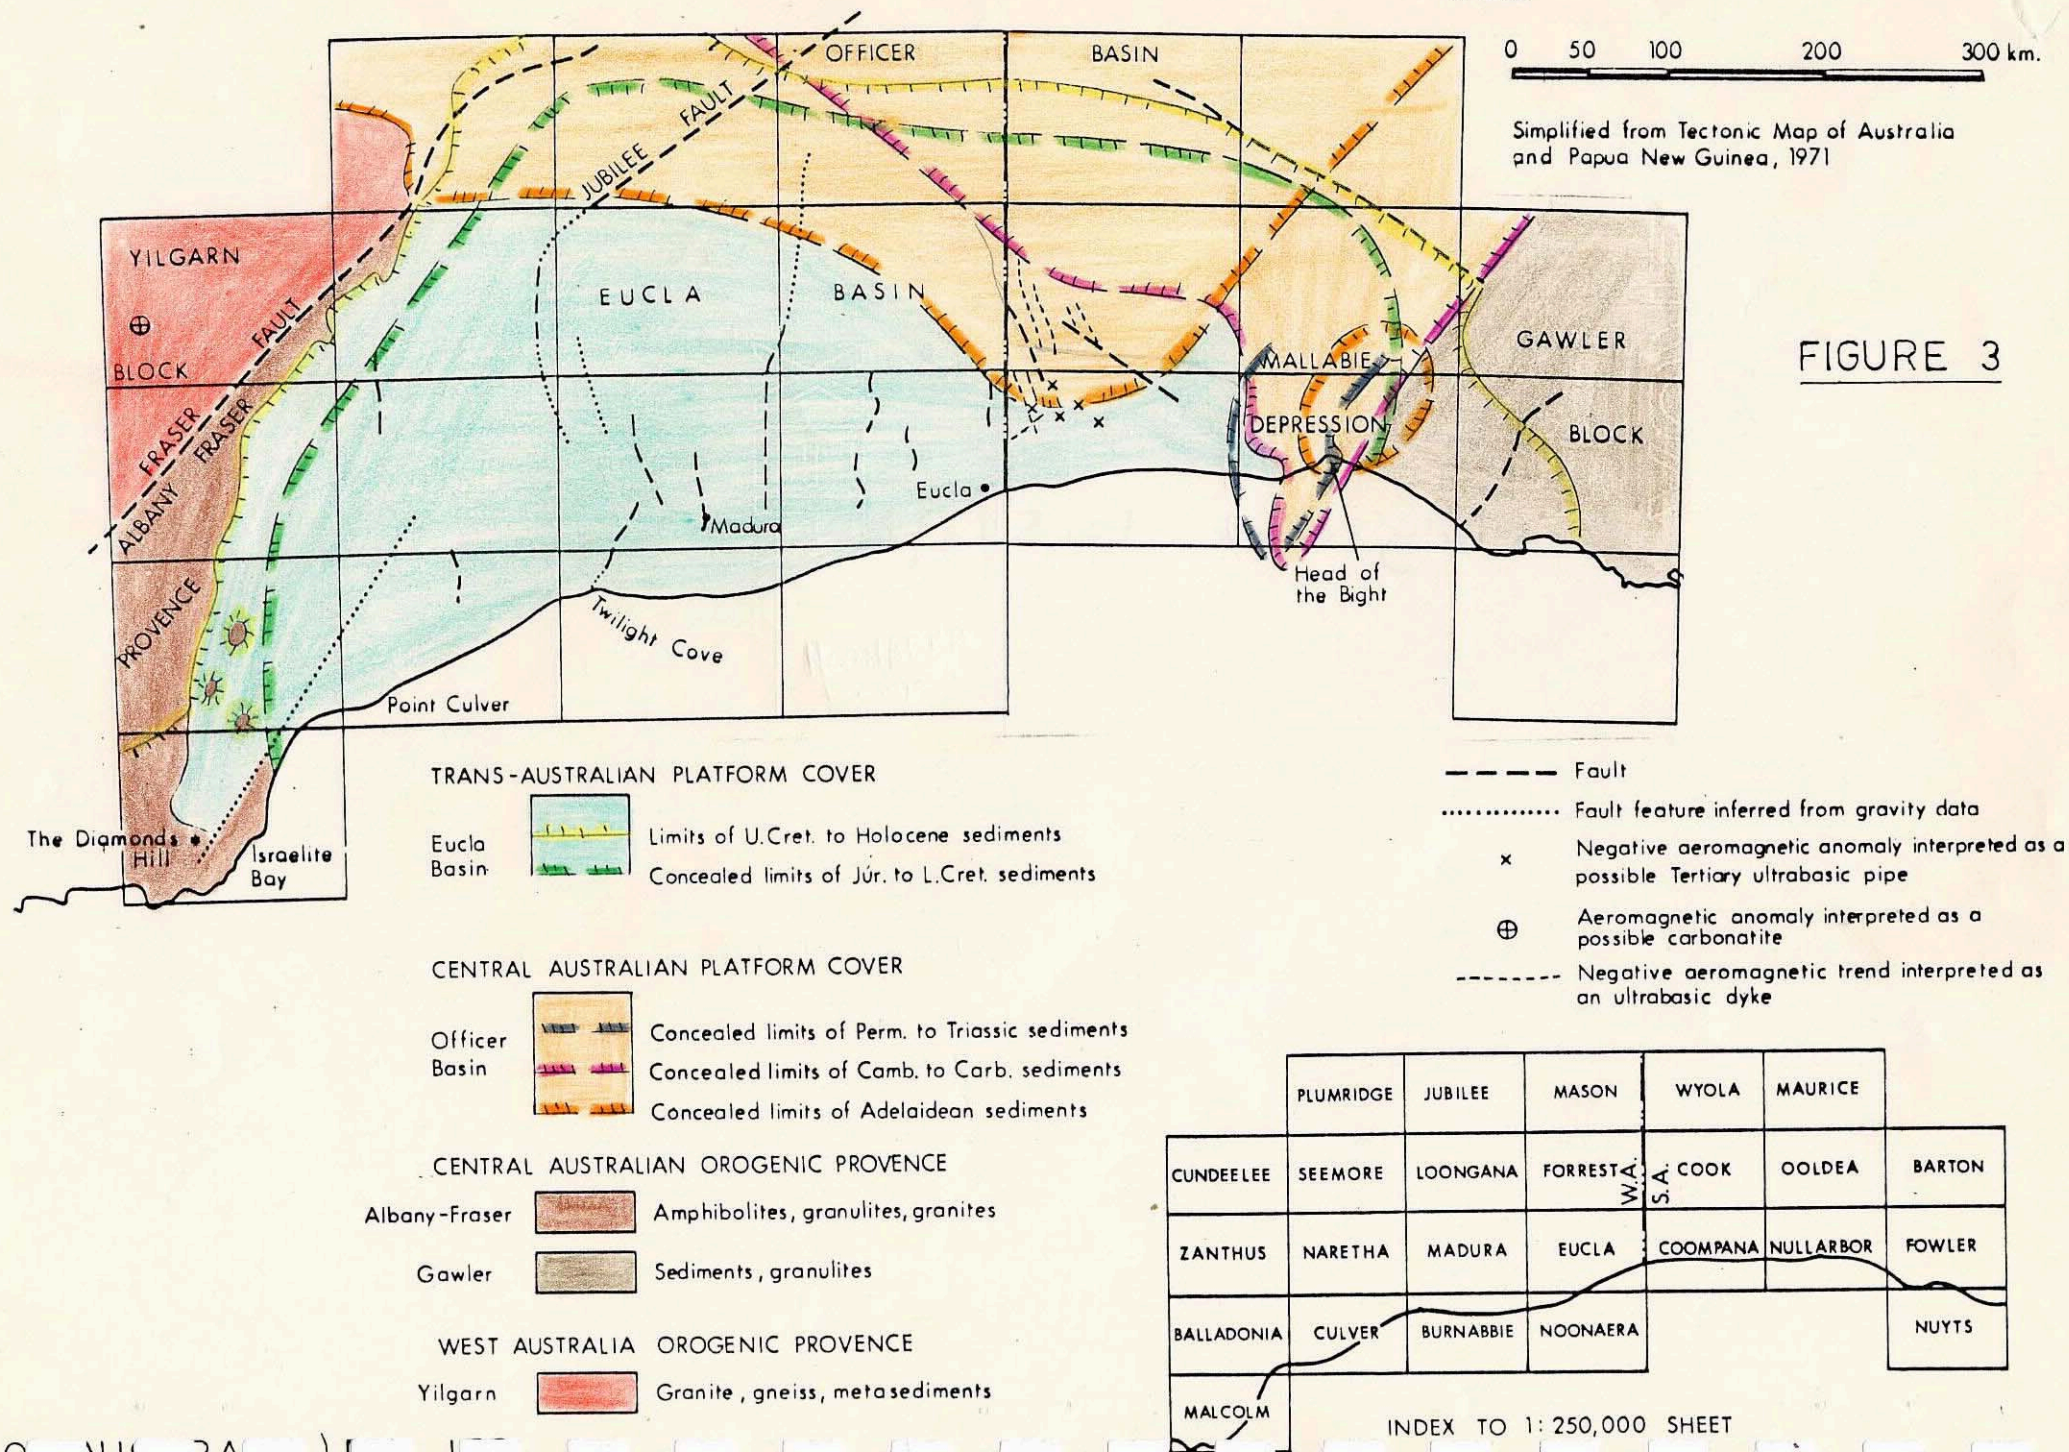 OFFICER BASIN
0 50 100 200 300 km.
Simplified from Tectonic Map of Australia
and Papua New Guinea, 1971
FIGURE 3
JUBILEE FAULT
YILGARN
BLOCK
FRASER FAULT
ALBANY FRASER
PROVENCE
EUCLA BASIN
MALLABIE
DEPRESSION
GAWLER
BLOCK
Eucla
Madura
Head of
the Bight
Twilight Cove
Point Culver
The Diamonds
Hill
Israelite
Bay
TRANS-AUSTRALIAN PLATFORM COVER
Eucla
Basin
Limits of U.Cret. to Holocene sediments
Concealed limits of Júr. to L.Cret. sediments
CENTRAL AUSTRALIAN PLATFORM COVER
Officer
Basin
Concealed limits of Perm. to Triassic sediments
Concealed limits of Camb. to Carb. sediments
Concealed limits of Adelaidean sediments
CENTRAL AUSTRALIAN OROGENIC PROVENCE
Albany-Fraser Amphibolites, granulites, granites
Gawler Sediments, granulites
WEST AUSTRALIA OROGENIC PROVENCE
Yilgarn Granite, gneiss, metasediments
Fault
Fault feature inferred from gravity data
Negative aeromagnetic anomaly interpreted as a
possible Tertiary ultrabasic pipe
Aeromagnetic anomaly interpreted as a
possible carbonatite
Negative aeromagnetic trend interpreted as
an ultrabasic dyke
PLUMRIDGE JUBILEE MASON WYOLA MAURICE
CUNDEELEE SEEMORE LOONGANA FORREST W.A. S.A. COOK OOLDEA BARTON
ZANTHUS NARETHA MADURA EUCLA COOMPANA NULLARBOR FOWLER
BALLADONIA CULVER BURNABBIE NOONAERA NUYTS
MALCOLM
INDEX TO 1:250,000 SHEET